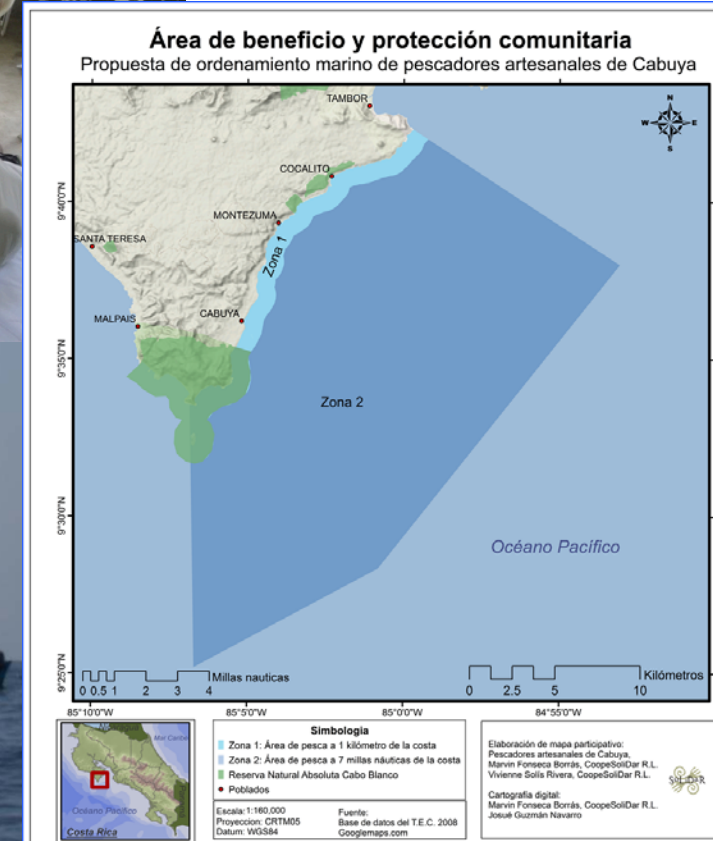 Área de beneficio y protección comunitaria
Propuesta de ordenamiento marino de pescadores artesanales de Cabuya
TAMBOR
N
W
E
S
COCALITO
9°40'0"N
MONTEZUMA
SANTA TERESA
Zona 1
CABUYA
MALPAIS
9°35'0"N
Zona 2
9°30'0"N
Océano Pacífico
9°25'0"N
0 0.5 1 2 3 4
Millas nauticas
0 2.5 5 10
Kilómetros
85°10'0"W
85°5'0"W
85°0'0"W
84°55'0"W
Mar Caribe
Océano Pacífico
Costa Rica
Simbologia
Zona 1: Área de pesca a 1 kilómetro de la costa
Zona 2: Área de pesca a 7 millas náuticas de la costa
Reserva Natural Absoluta Cabo Blanco
Poblados
Escala:1:160,000
Proyeccion: CRTM05
Datum: WGS84
Fuente:
Base de datos del T.E.C. 2008
Googlemaps.com
Elaboración de mapa participativo:
Pescadores artesanales de Cabuya,
Marvin Fonseca Borrás, CoopeSoliDar R.L.
Vivienne Solís Rivera, CoopeSoliDar R.L.
Cartografía digital:
Marvin Fonseca Borrás, CoopeSoliDar R.L.
Josué Guzmán Navarro